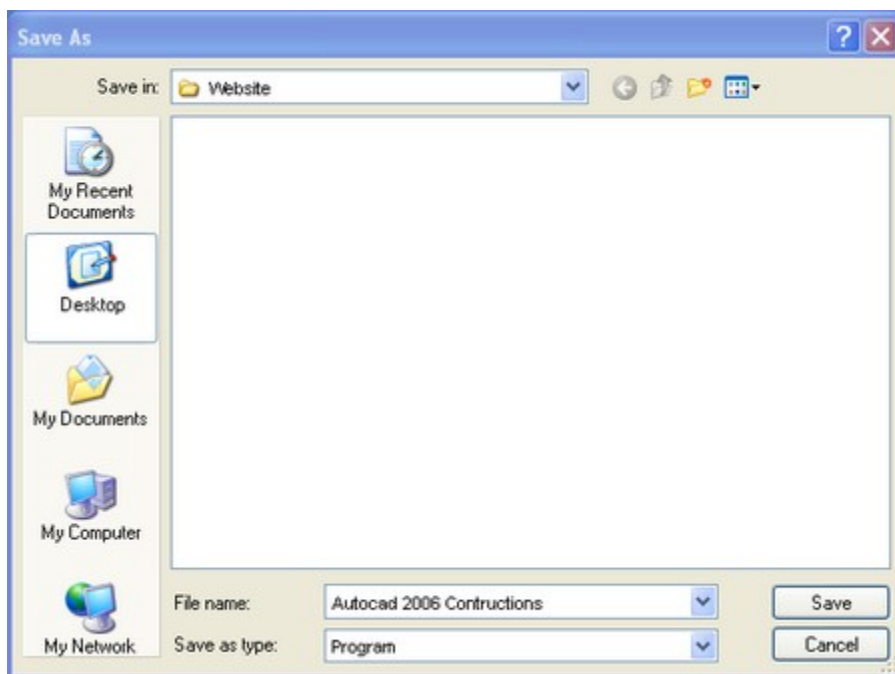 Save As
Save in:
Website
My Recent
Documents
Desktop
My Documents
My Computer
My Network
File name:
Autocad 2006 Contructions
Save
Save as type:
Program
Cancel